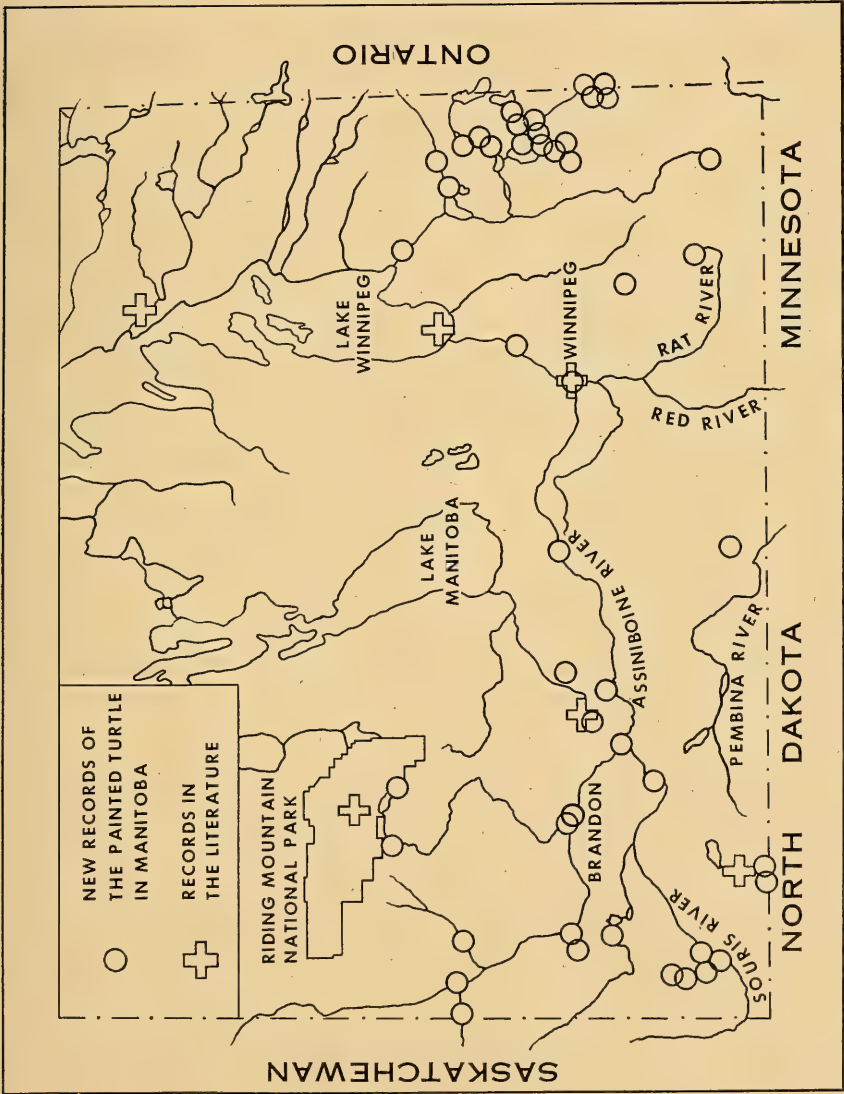 NEW RECORDS OF
THE PAINTED TURTLE
IN MANITOBA
RECORDS IN
THE LITERATURE
RIDING MOUNTAIN
NATIONAL PARK
LAKE
MANITOBA
LAKE
WINNIPEG
WINNIPEG
BRANDON
ASSINIBOINE RIVER
SOURIS RIVER
PEMBINA RIVER
RED RIVER
RAT RIVER
SASKATCHEWAN
ONTARIO
NORTH DAKOTA
MINNESOTA